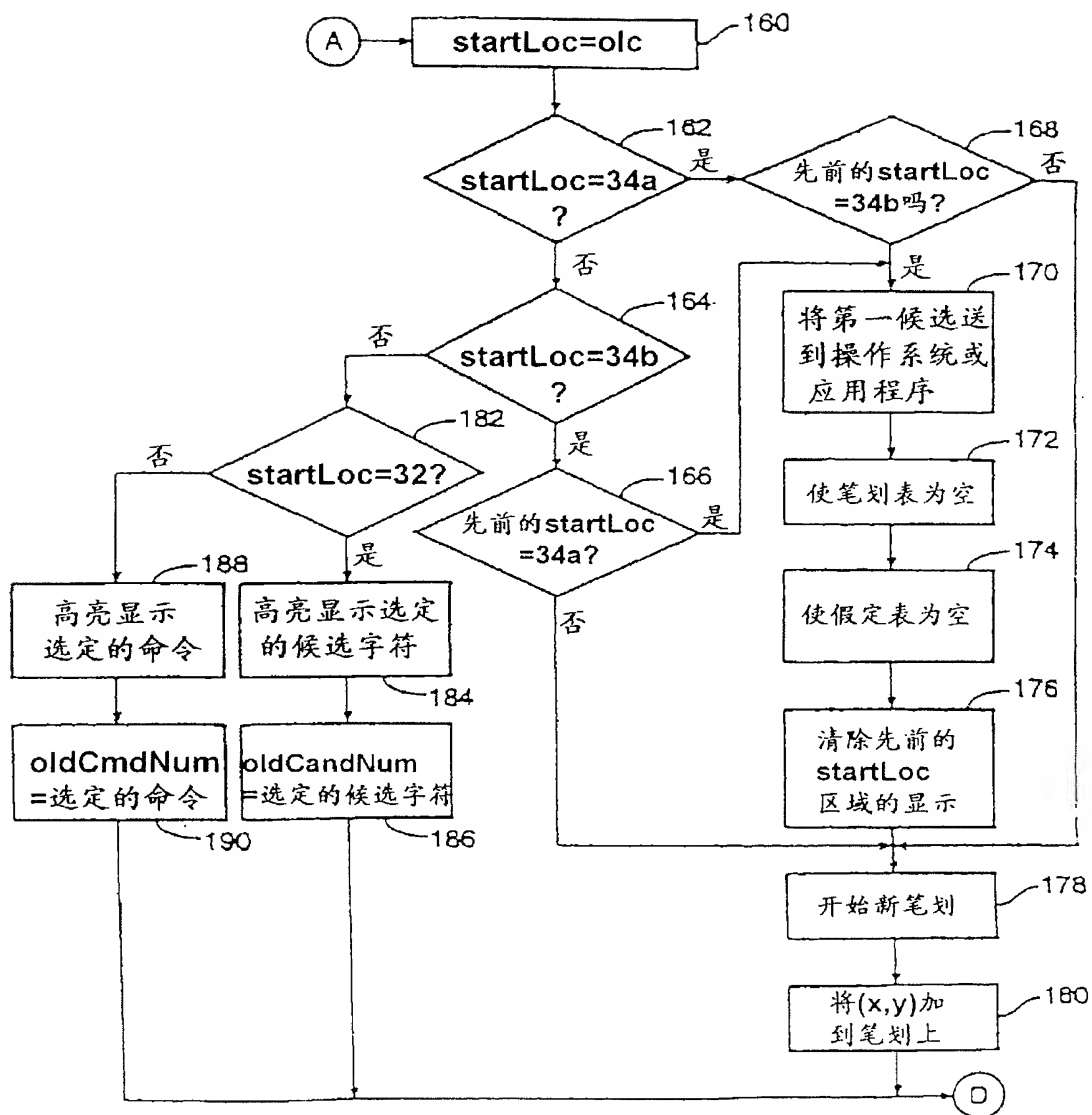 A
startLoc=olc
160
162
startLoc=34a
?
是
168
先前的startLoc
=34b吗?
否
否
是
164
startLoc=34b
?
否
是
170
将第一候选送
到操作系统或
应用程序
182
startLoc=32?
否
是
166
先前的startLoc
=34a?
是
否
172
使笔划表为空
174
使假定表为空
188
高亮显示
选定的命令
高亮显示选定
的候选字符
184
176
清除先前的
startLoc
区域的显示
oldCmdNum
=选定的命令
190
oldCandNum
=选定的候选字符
186
178
开始新笔划
180
将(x,y)加
到笔划上
D